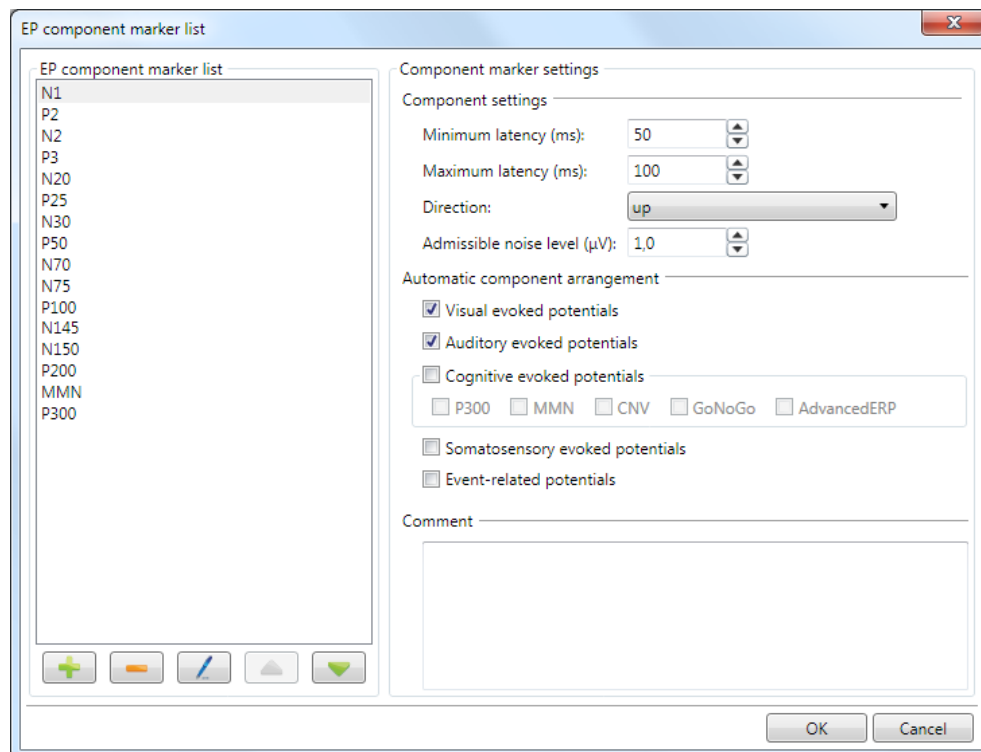 EP component marker list
EP component marker list
N1
P2
N2
P3
N20
P25
N30
P50
N70
N75
P100
N145
N150
P200
MMN
P300
Component marker settings
Component settings
Minimum latency (ms): 50
Maximum latency (ms): 100
Direction: up
Admissible noise level (µV): 1,0
Automatic component arrangement
Visual evoked potentials
Auditory evoked potentials
Cognitive evoked potentials
P300 MMN CNV GoNoGo AdvancedERP
Somatosensory evoked potentials
Event-related potentials
Comment
OK Cancel